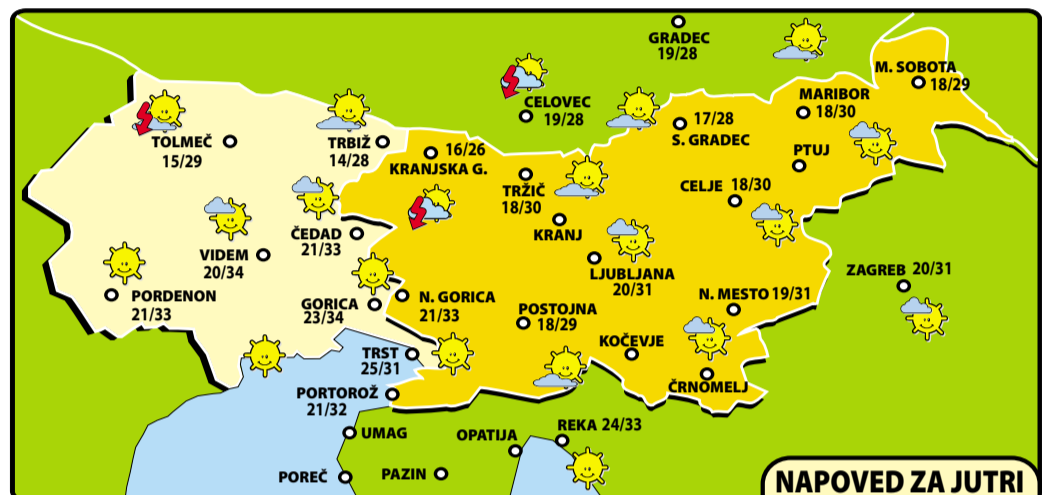 GRADEC
19/28
M. SOBOTA
18/29
CELOVEC
19/28
MARIBOR
18/30
17/28
S. GRADEC
TOLMEČ
15/29
TRBIŽ
14/28
16/26
KRANJSKA G.
PTUJ
TRŽIČ
18/30
CELJE 18/30
KRANJ
ČEDAD
21/33
VIDEM
20/34
LJUBLJANA
20/31
ZAGREB 20/31
PORDENON
21/33
GORICA
23/34
N. GORICA
21/33
N. MESTO 19/31
POSTOJNA
18/29
KOČEVJE
TRST
25/31
ČRNOMELJ
PORTOROŽ
21/32
UMAG
OPATIJA
REKA 24/33
POREČ
PAZIN
NAPOVED ZA JUTRI